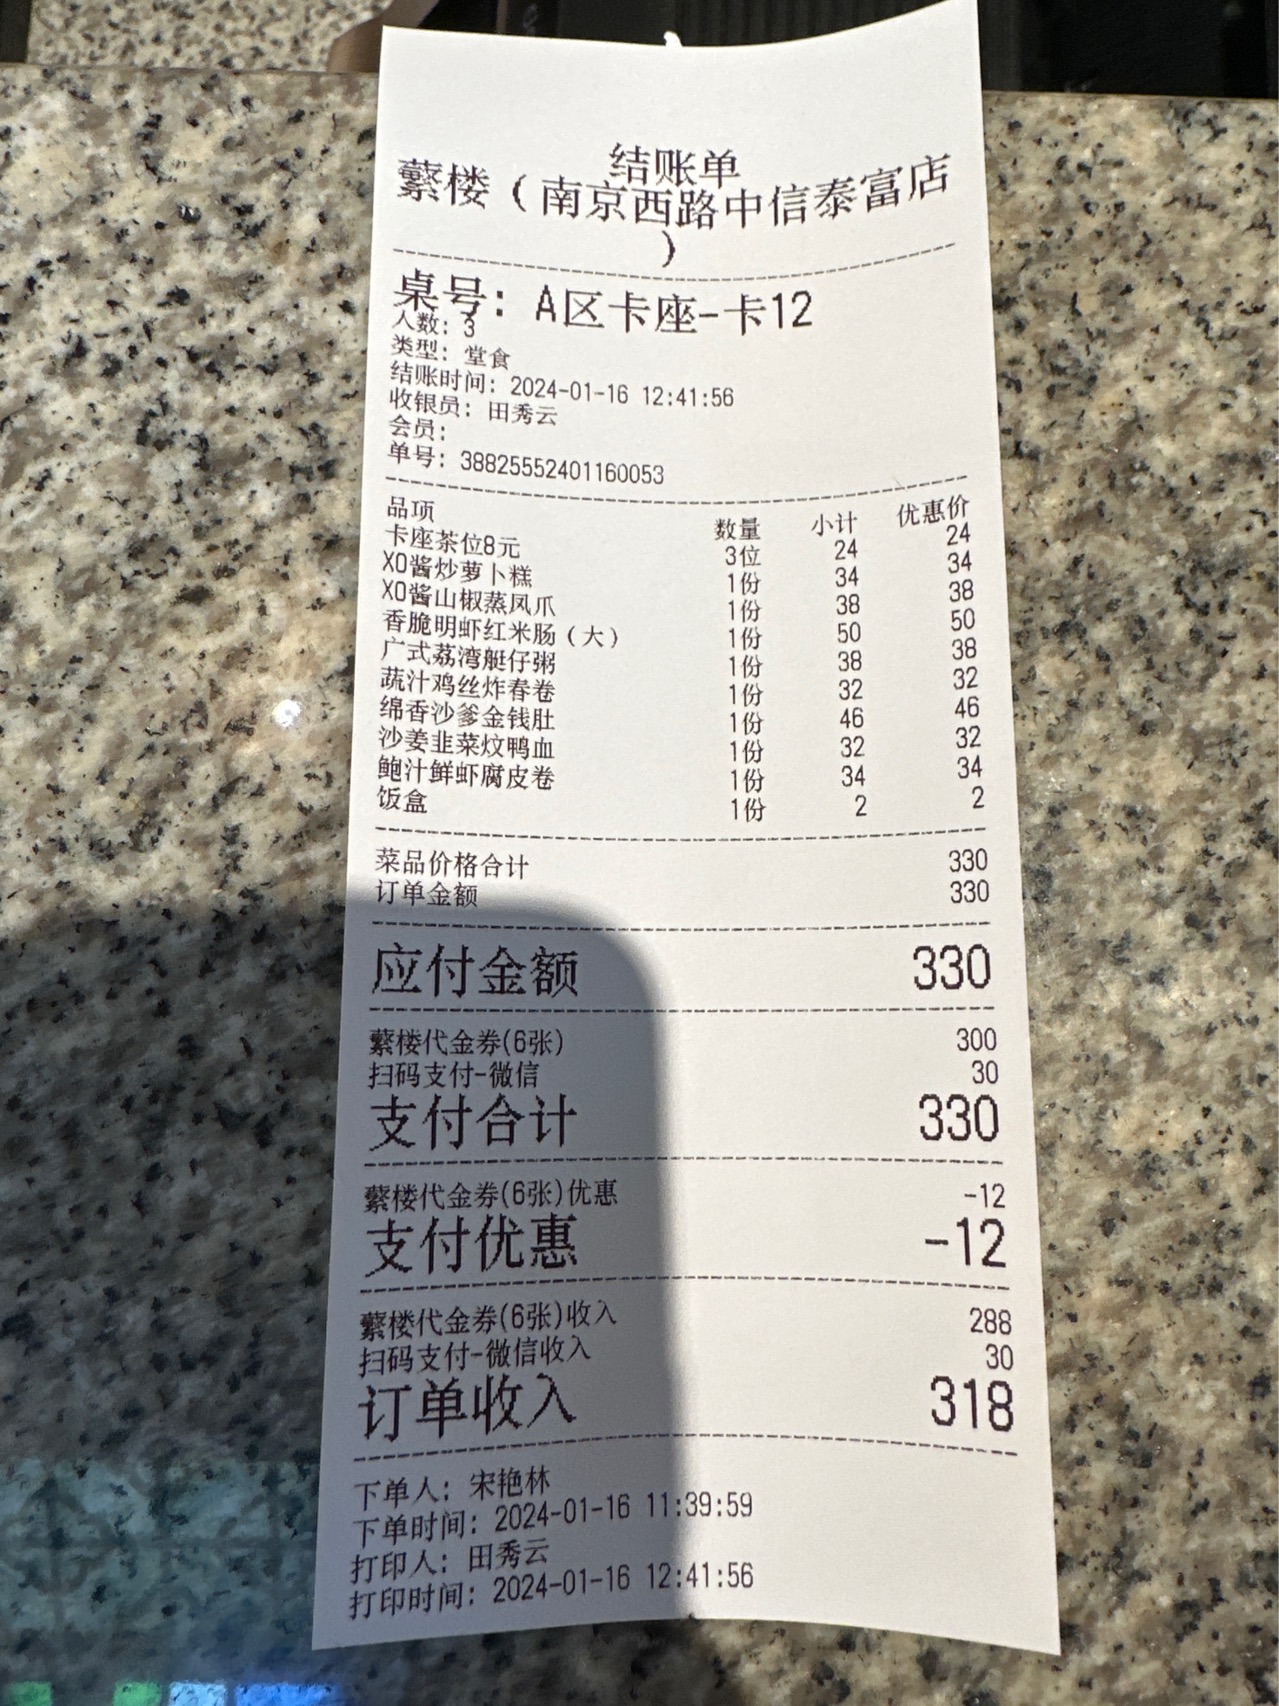 结账单
蘩楼（南京西路中信泰富店
）
桌号：A区卡座-卡12
人数：3
类型：堂食
结账时间：2024-01-16 12:41:56
收银员：田秀云
会员：
单号：38825552401160053
品项 数量 小计 优惠价
卡座茶位8元 3位 24 24
XO酱炒萝卜糕 1份 34 34
XO酱山椒蒸凤爪 1份 38 38
香脆明虾红米肠（大） 1份 50 50
广式荔湾艇仔粥 1份 38 38
蔬汁鸡丝炸春卷 1份 32 32
绵香沙爹金钱肚 1份 46 46
沙姜韭菜炆鸭血 1份 32 32
鲍汁鲜虾腐皮卷 1份 34 34
饭盒 1份 2 2
菜品价格合计 330
订单金额 330
应付金额 330
蘩楼代金券(6张) 300
扫码支付-微信 30
支付合计 330
蘩楼代金券(6张)优惠 -12
支付优惠 -12
蘩楼代金券(6张)收入 288
扫码支付-微信收入 30
订单收入 318
下单人：宋艳林
下单时间：2024-01-16 11:39:59
打印人：田秀云
打印时间：2024-01-16 12:41:56